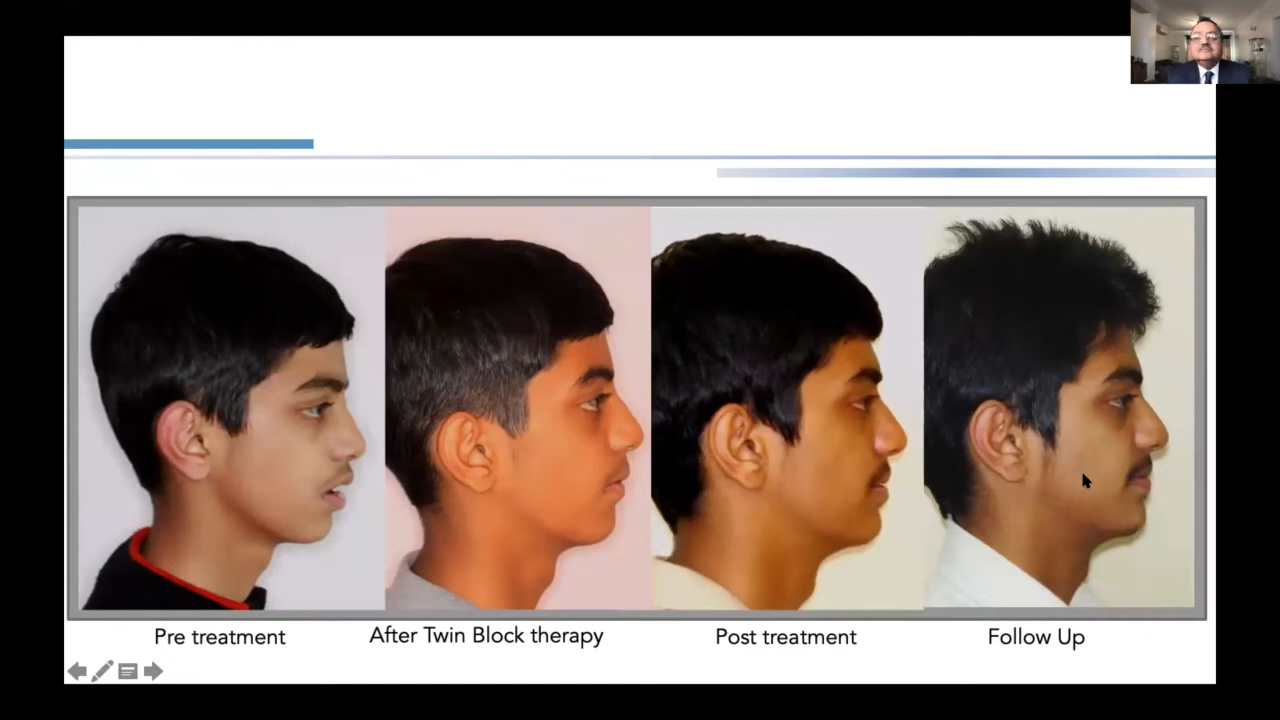 Pre treatment
After Twin Block therapy
Post treatment
Follow Up